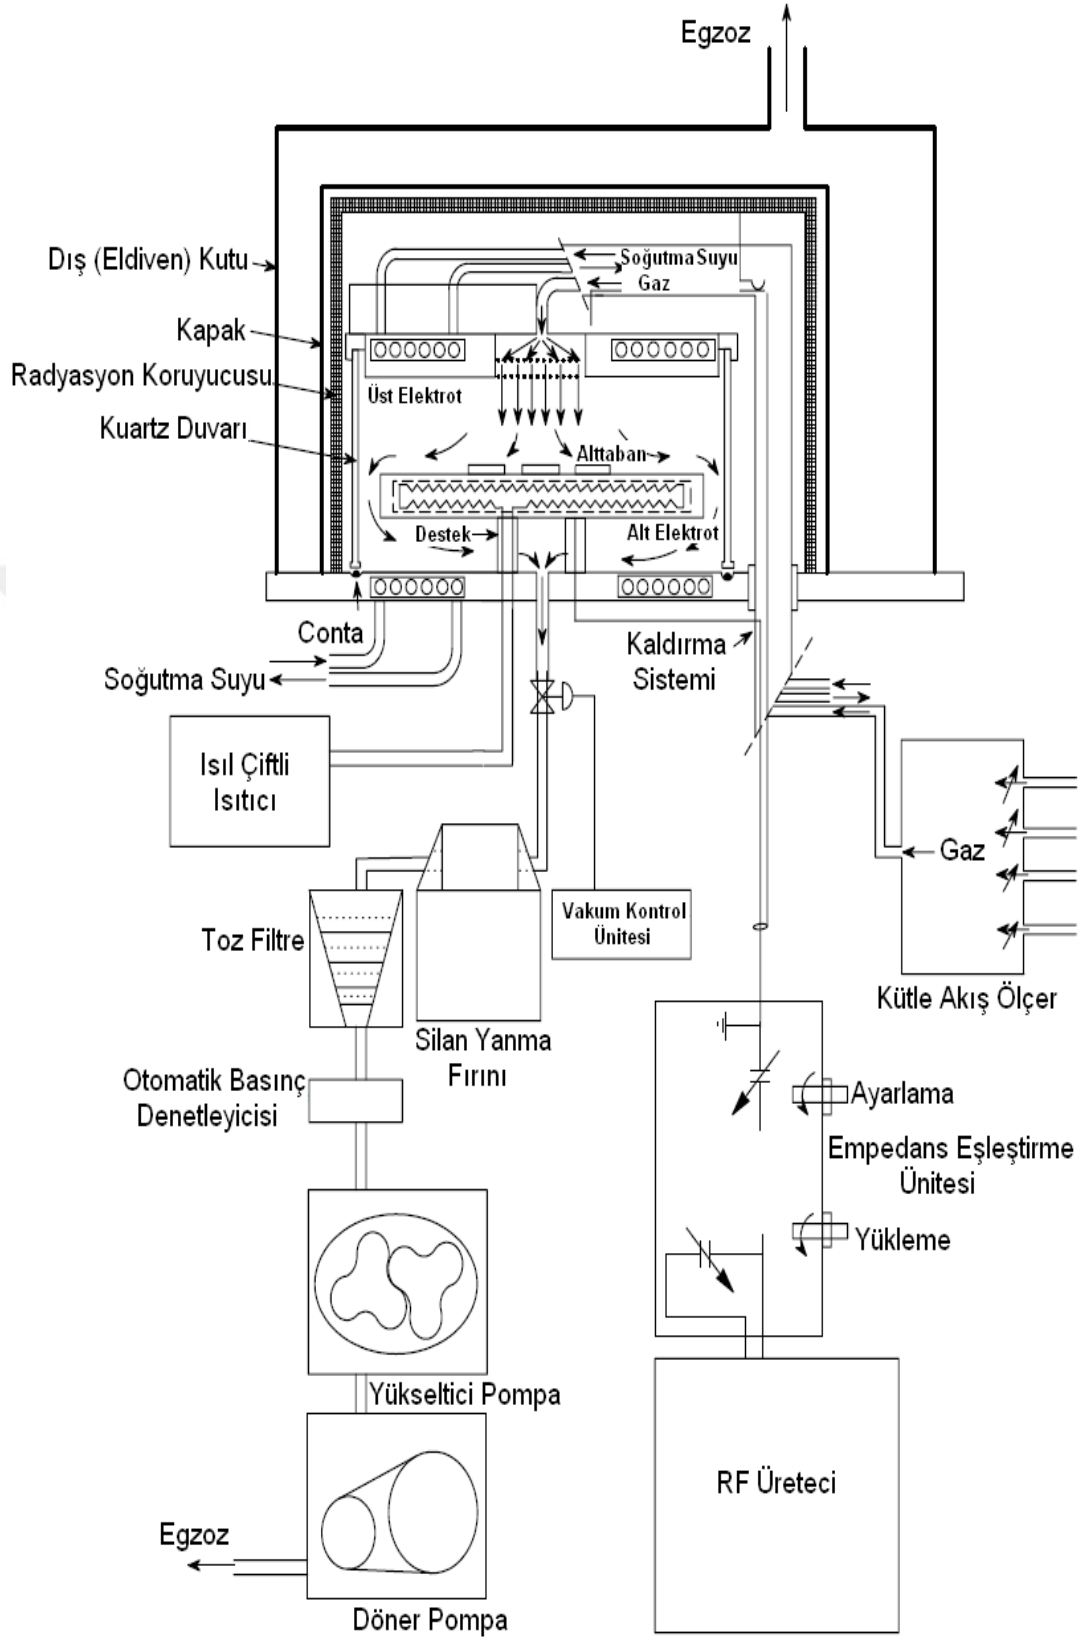 Egzoz
Dış (Eldiven) Kutu
Soğutma Suyu
Gaz
Kapak
Radyasyon Koruyucusu
Üst Elektrot
Kuartz Duvarı
Alttaban
Destek
Alt Elektrot
Conta
Kaldırma
Sistemi
Soğutma Suyu
Isıl Çiftli
Isıtıcı
Gaz
Vakum Kontrol
Ünitesi
Toz Filtre
Kütle Akış Ölçer
Silan Yanma
Fırını
Otomatik Basınç
Denetleyicisi
Ayarlama
Empedans Eşleştirme
Ünitesi
Yükleme
Yükseltici Pompa
RF Üreteci
Egzoz
Döner Pompa